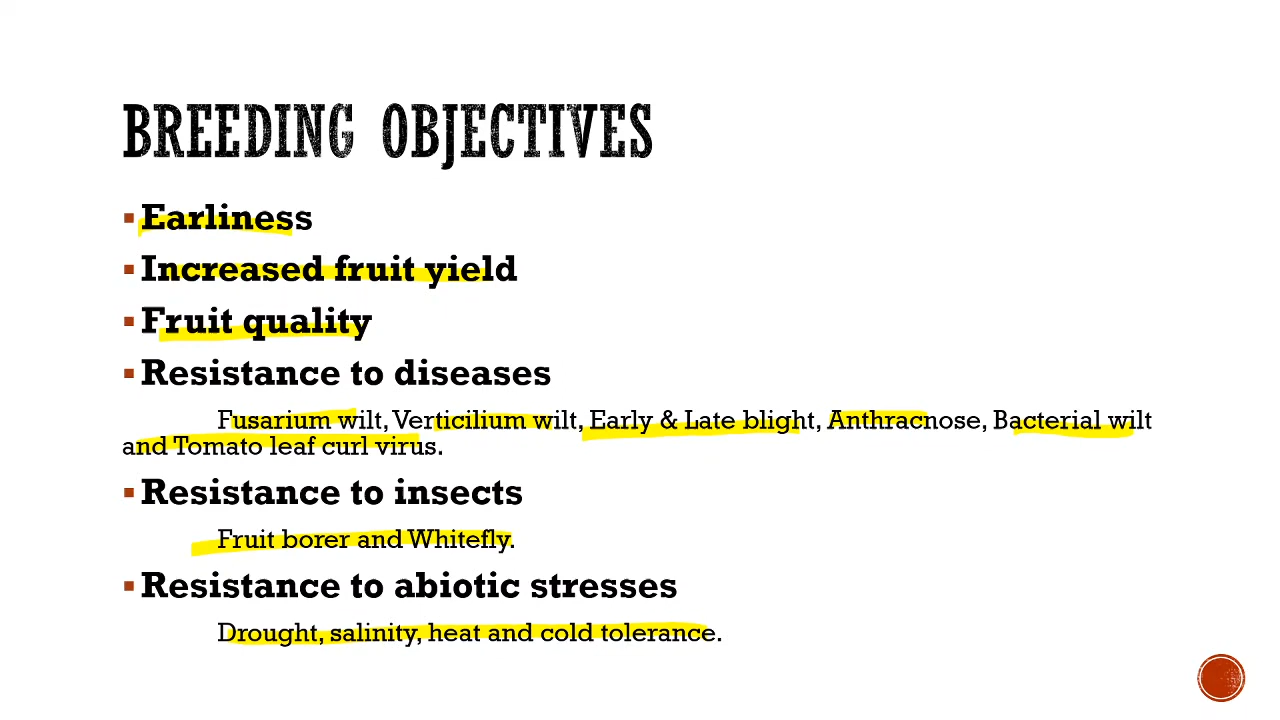 BREEDING OBJECTIVES
▪ Earliness
▪ Increased fruit yield
▪ Fruit quality
▪ Resistance to diseases
Fusarium wilt, Verticilium wilt, Early & Late blight, Anthracnose, Bacterial wilt
and Tomato leaf curl virus.
▪ Resistance to insects
Fruit borer and Whitefly.
▪ Resistance to abiotic stresses
Drought, salinity, heat and cold tolerance.